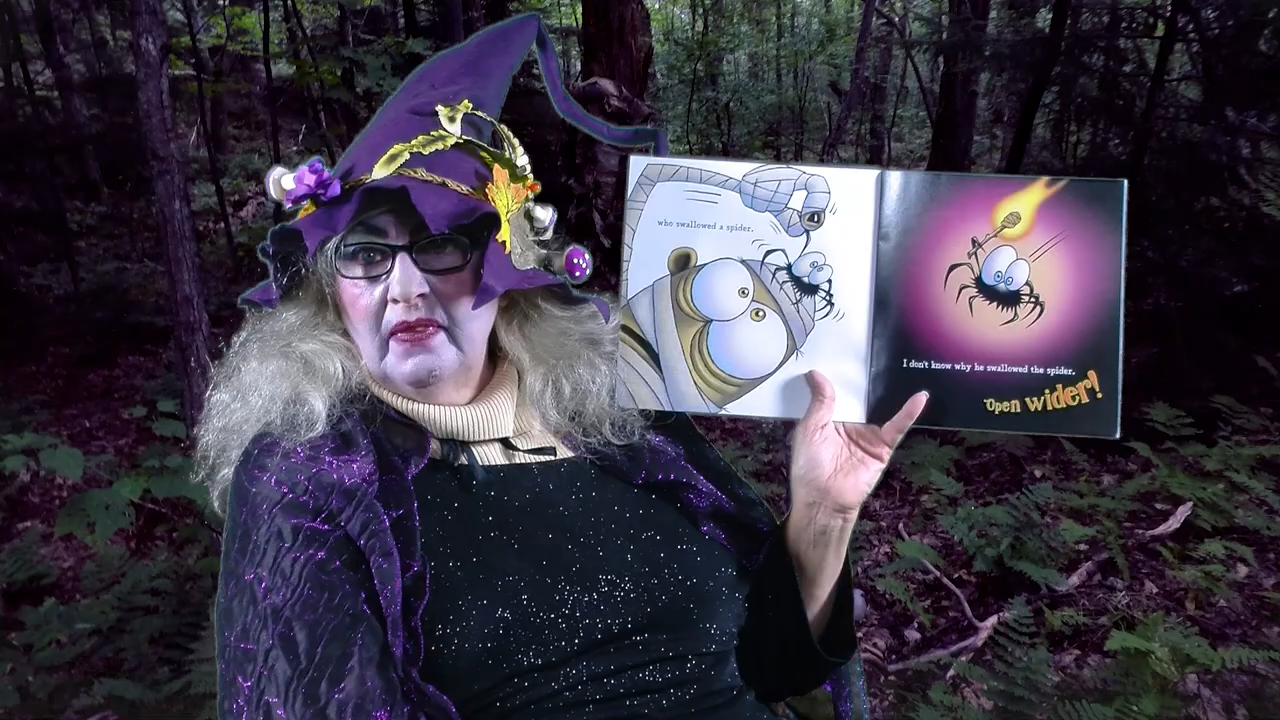 who swallowed a spider.
I don't know why he swallowed the spider.
Open wider!